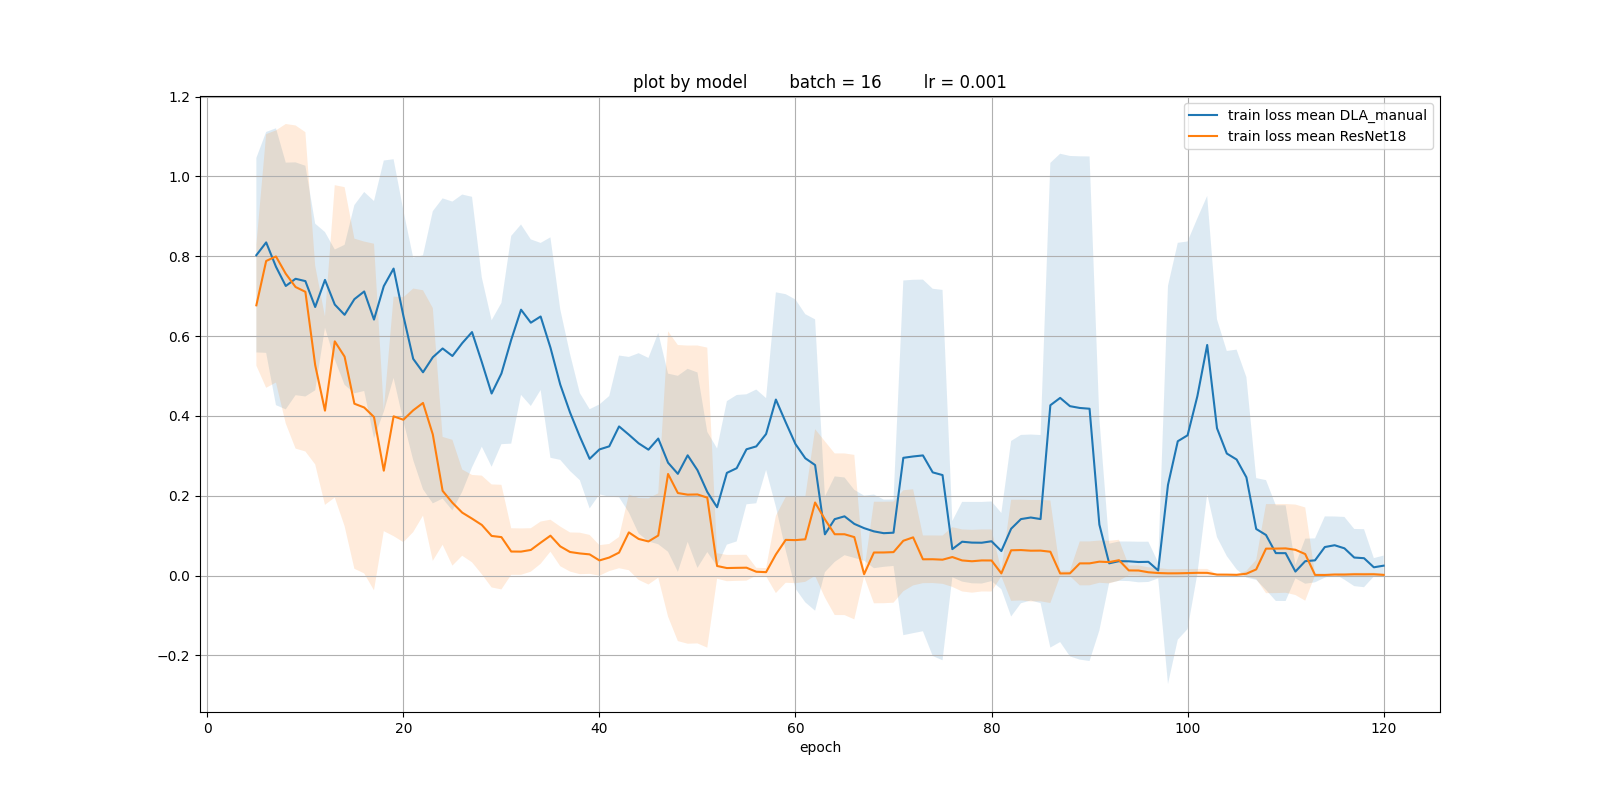 plot by model batch = 16 lr = 0.001
train loss mean DLA_manual
train loss mean ResNet18
1.2
1.0
0.8
0.6
0.4
0.2
0.0
−0.2
0 20 40 60 80 100 120
epoch